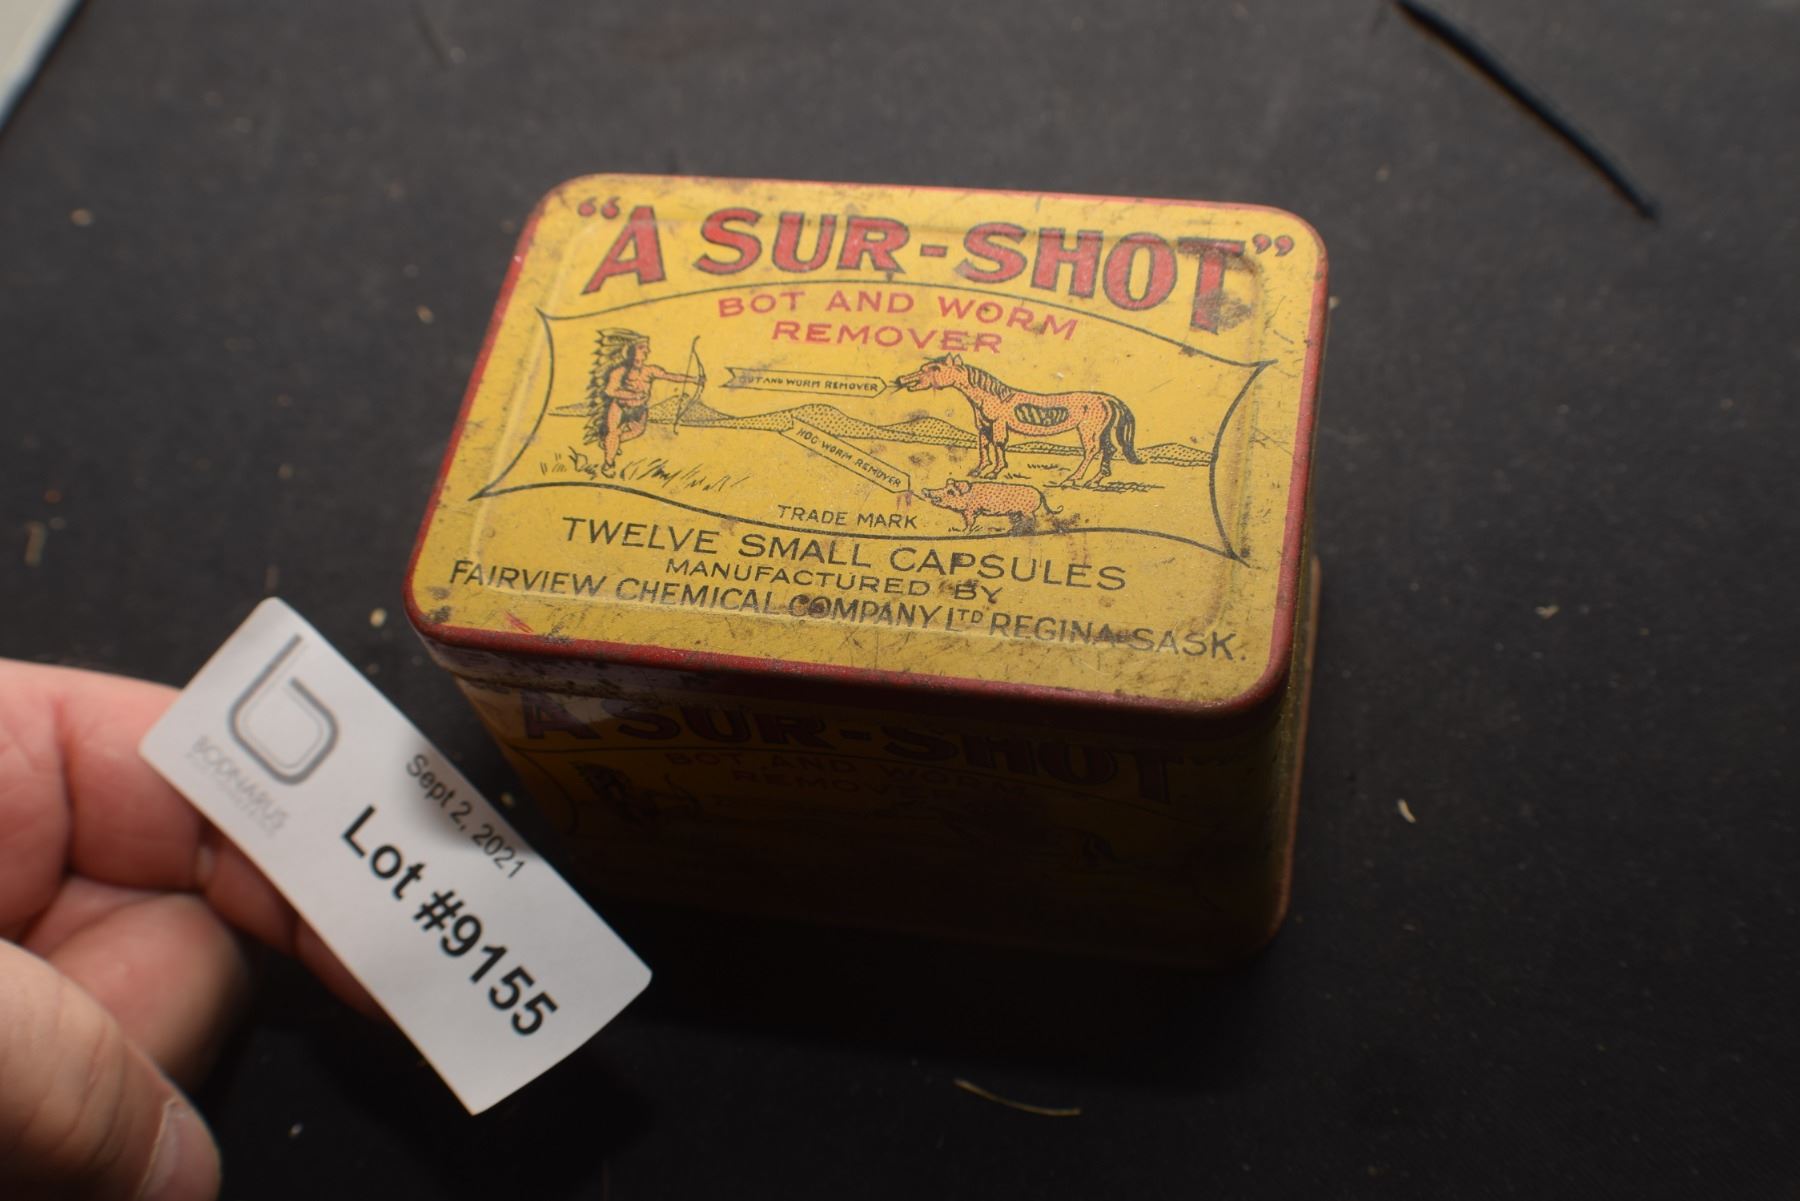 “A SUR-SHOT”
BOT AND WORM
REMOVER
BOT AND WORM REMOVER
HOG WORM REMOVER
TRADE MARK
TWELVE SMALL CAPSULES
MANUFACTURED BY
FAIRVIEW CHEMICAL COMPANY LTD REGINA-SASK.
A SUR-SHOT
BOT AND WORM
REMOVER
b
BODNARUS
Sept 2, 2021
Lot #9155